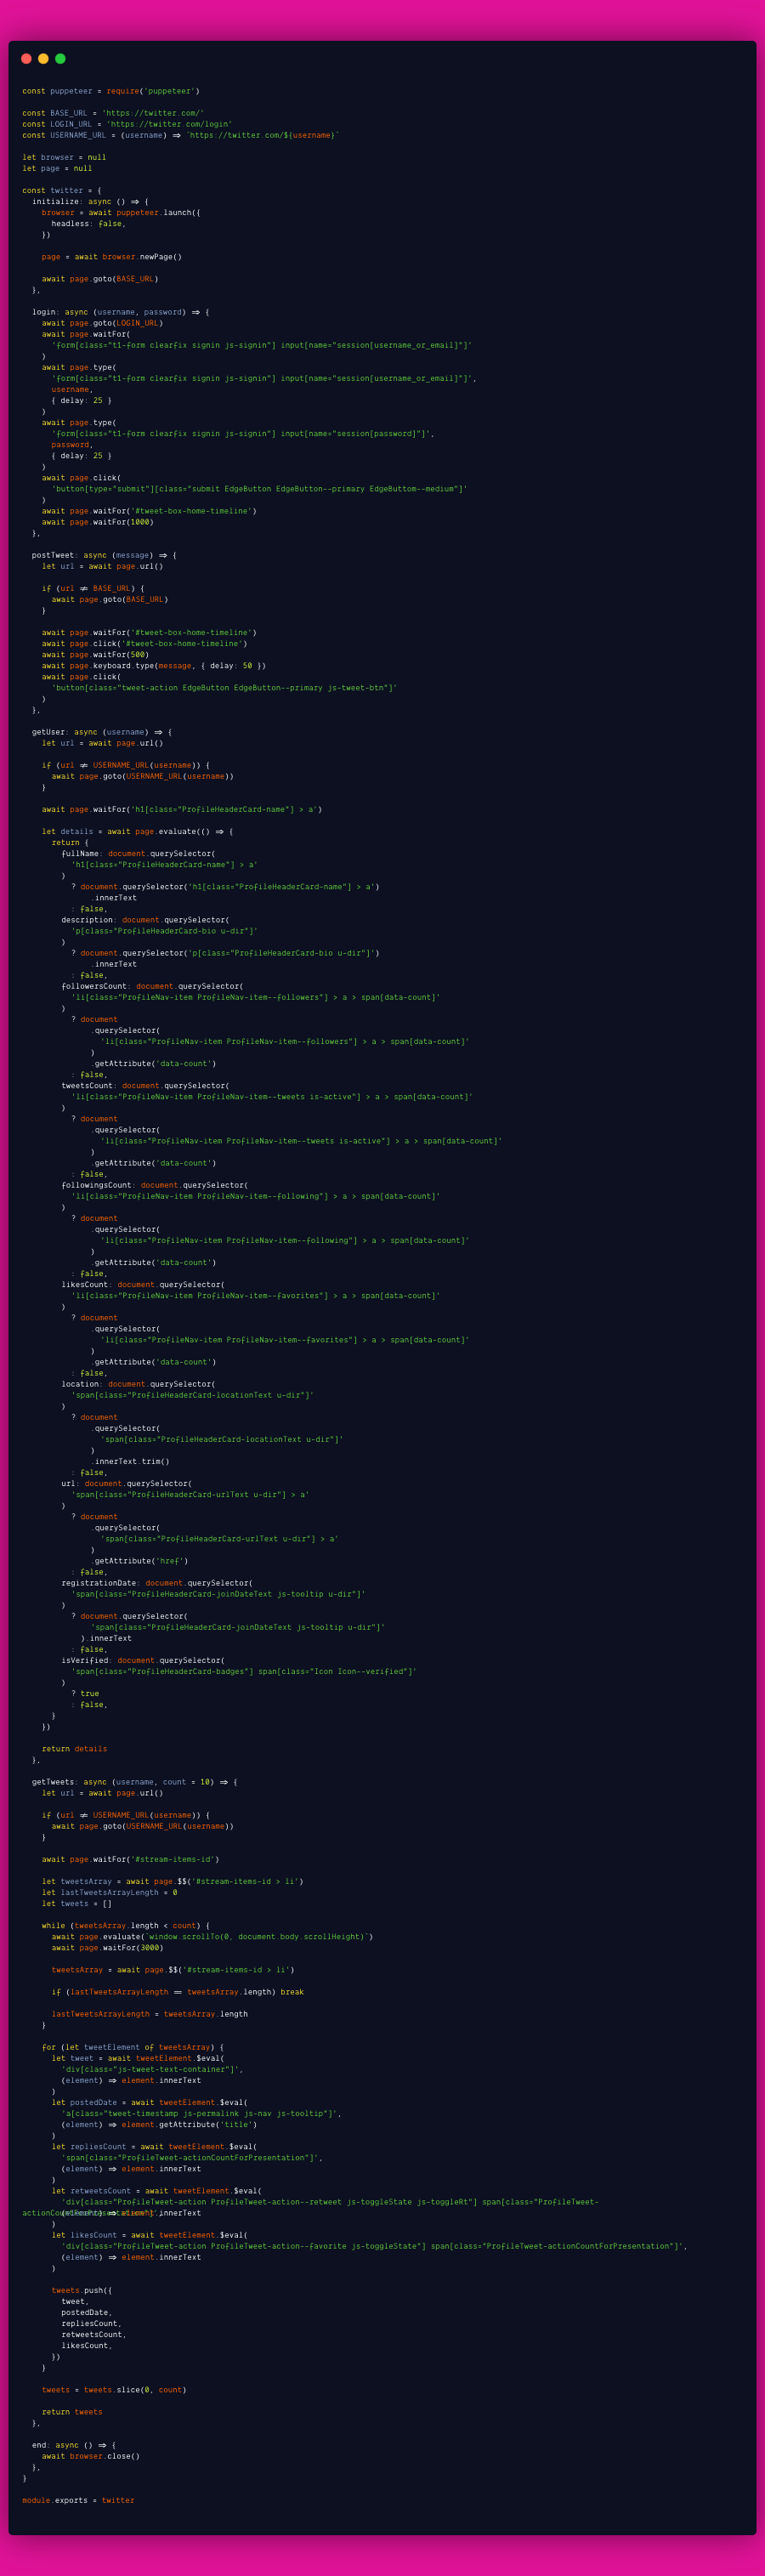 const puppeteer = require('puppeteer')
const BASE_URL = 'https://twitter.com/'
const LOGIN_URL = 'https://twitter.com/login'
const USERNAME_URL = (username) => `https://twitter.com/${username}`
let browser = null
let page = null
const twitter = {
initialize: async () => {
browser = await puppeteer.launch({
headless: false,
})
page = await browser.newPage()
await page.goto(BASE_URL)
},
login: async (username, password) => {
await page.goto(LOGIN_URL)
await page.waitFor(
'form[class="t1-form clearfix signin js-signin"] input[name="session[username_or_email]"]'
)
await page.type(
'form[class="t1-form clearfix signin js-signin"] input[name="session[username_or_email]"]',
username,
{ delay: 25 }
)
await page.type(
'form[class="t1-form clearfix signin js-signin"] input[name="session[password]"]',
password,
{ delay: 25 }
)
await page.click(
'button[type="submit"][class="submit EdgeButton EdgeButton--primary EdgeButtom--medium"]'
)
await page.waitFor('#tweet-box-home-timeline')
await page.waitFor(1000)
},
postTweet: async (message) => {
let url = await page.url()
if (url != BASE_URL) {
await page.goto(BASE_URL)
}
await page.waitFor('#tweet-box-home-timeline')
await page.click('#tweet-box-home-timeline')
await page.waitFor(500)
await page.keyboard.type(message, { delay: 50 })
await page.click(
'button[class="tweet-action EdgeButton EdgeButton--primary js-tweet-btn"]'
)
},
getUser: async (username) => {
let url = await page.url()
if (url != USERNAME_URL(username)) {
await page.goto(USERNAME_URL(username))
}
await page.waitFor('h1[class="ProfileHeaderCard-name"] > a')
let details = await page.evaluate(() => {
return {
fullName: document.querySelector(
'h1[class="ProfileHeaderCard-name"] > a'
)
? document.querySelector('h1[class="ProfileHeaderCard-name"] > a')
.innerText
: false,
description: document.querySelector(
'p[class="ProfileHeaderCard-bio u-dir"]'
)
? document.querySelector('p[class="ProfileHeaderCard-bio u-dir"]')
.innerText
: false,
followersCount: document.querySelector(
'li[class="ProfileNav-item ProfileNav-item--followers"] > a > span[data-count]'
)
? document
.querySelector(
'li[class="ProfileNav-item ProfileNav-item--followers"] > a > span[data-count]'
)
.getAttribute('data-count')
: false,
tweetsCount: document.querySelector(
'li[class="ProfileNav-item ProfileNav-item--tweets is-active"] > a > span[data-count]'
)
? document
.querySelector(
'li[class="ProfileNav-item ProfileNav-item--tweets is-active"] > a > span[data-count]'
)
.getAttribute('data-count')
: false,
followingsCount: document.querySelector(
'li[class="ProfileNav-item ProfileNav-item--following"] > a > span[data-count]'
)
? document
.querySelector(
'li[class="ProfileNav-item ProfileNav-item--following"] > a > span[data-count]'
)
.getAttribute('data-count')
: false,
likesCount: document.querySelector(
'li[class="ProfileNav-item ProfileNav-item--favorites"] > a > span[data-count]'
)
? document
.querySelector(
'li[class="ProfileNav-item ProfileNav-item--favorites"] > a > span[data-count]'
)
.getAttribute('data-count')
: false,
location: document.querySelector(
'span[class="ProfileHeaderCard-locationText u-dir"]'
)
? document
.querySelector(
'span[class="ProfileHeaderCard-locationText u-dir"]'
)
.innerText.trim()
: false,
url: document.querySelector(
'span[class="ProfileHeaderCard-urlText u-dir"] > a'
)
? document
.querySelector(
'span[class="ProfileHeaderCard-urlText u-dir"] > a'
)
.getAttribute('href')
: false,
registrationDate: document.querySelector(
'span[class="ProfileHeaderCard-joinDateText js-tooltip u-dir"]'
)
? document.querySelector(
'span[class="ProfileHeaderCard-joinDateText js-tooltip u-dir"]'
).innerText
: false,
isVerified: document.querySelector(
'span[class="ProfileHeaderCard-badges"] span[class="Icon Icon--verified"]'
)
? true
: false,
}
})
return details
},
getTweets: async (username, count = 10) => {
let url = await page.url()
if (url != USERNAME_URL(username)) {
await page.goto(USERNAME_URL(username))
}
await page.waitFor('#stream-items-id')
let tweetsArray = await page.$$('#stream-items-id > li')
let lastTweetsArrayLength = 0
let tweets = []
while (tweetsArray.length < count) {
await page.evaluate(`window.scrollTo(0, document.body.scrollHeight)`)
await page.waitFor(3000)
tweetsArray = await page.$$('#stream-items-id > li')
if (lastTweetsArrayLength == tweetsArray.length) break
lastTweetsArrayLength = tweetsArray.length
}
for (let tweetElement of tweetsArray) {
let tweet = await tweetElement.$eval(
'div[class="js-tweet-text-container"]',
(element) => element.innerText
)
let postedDate = await tweetElement.$eval(
'a[class="tweet-timestamp js-permalink js-nav js-tooltip"]',
(element) => element.getAttribute('title')
)
let repliesCount = await tweetElement.$eval(
'span[class="ProfileTweet-actionCountForPresentation"]',
(element) => element.innerText
)
let retweetsCount = await tweetElement.$eval(
'div[class="ProfileTweet-action ProfileTweet-action--retweet js-toggleState js-toggleRt"] span[class="ProfileTweet-
actionCountForPresentation"]',
(element) => element.innerText
)
let likesCount = await tweetElement.$eval(
'div[class="ProfileTweet-action ProfileTweet-action--favorite js-toggleState"] span[class="ProfileTweet-actionCountForPresentation"]',
(element) => element.innerText
)
tweets.push({
tweet,
postedDate,
repliesCount,
retweetsCount,
likesCount,
})
}
tweets = tweets.slice(0, count)
return tweets
},
end: async () => {
await browser.close()
},
}
module.exports = twitter